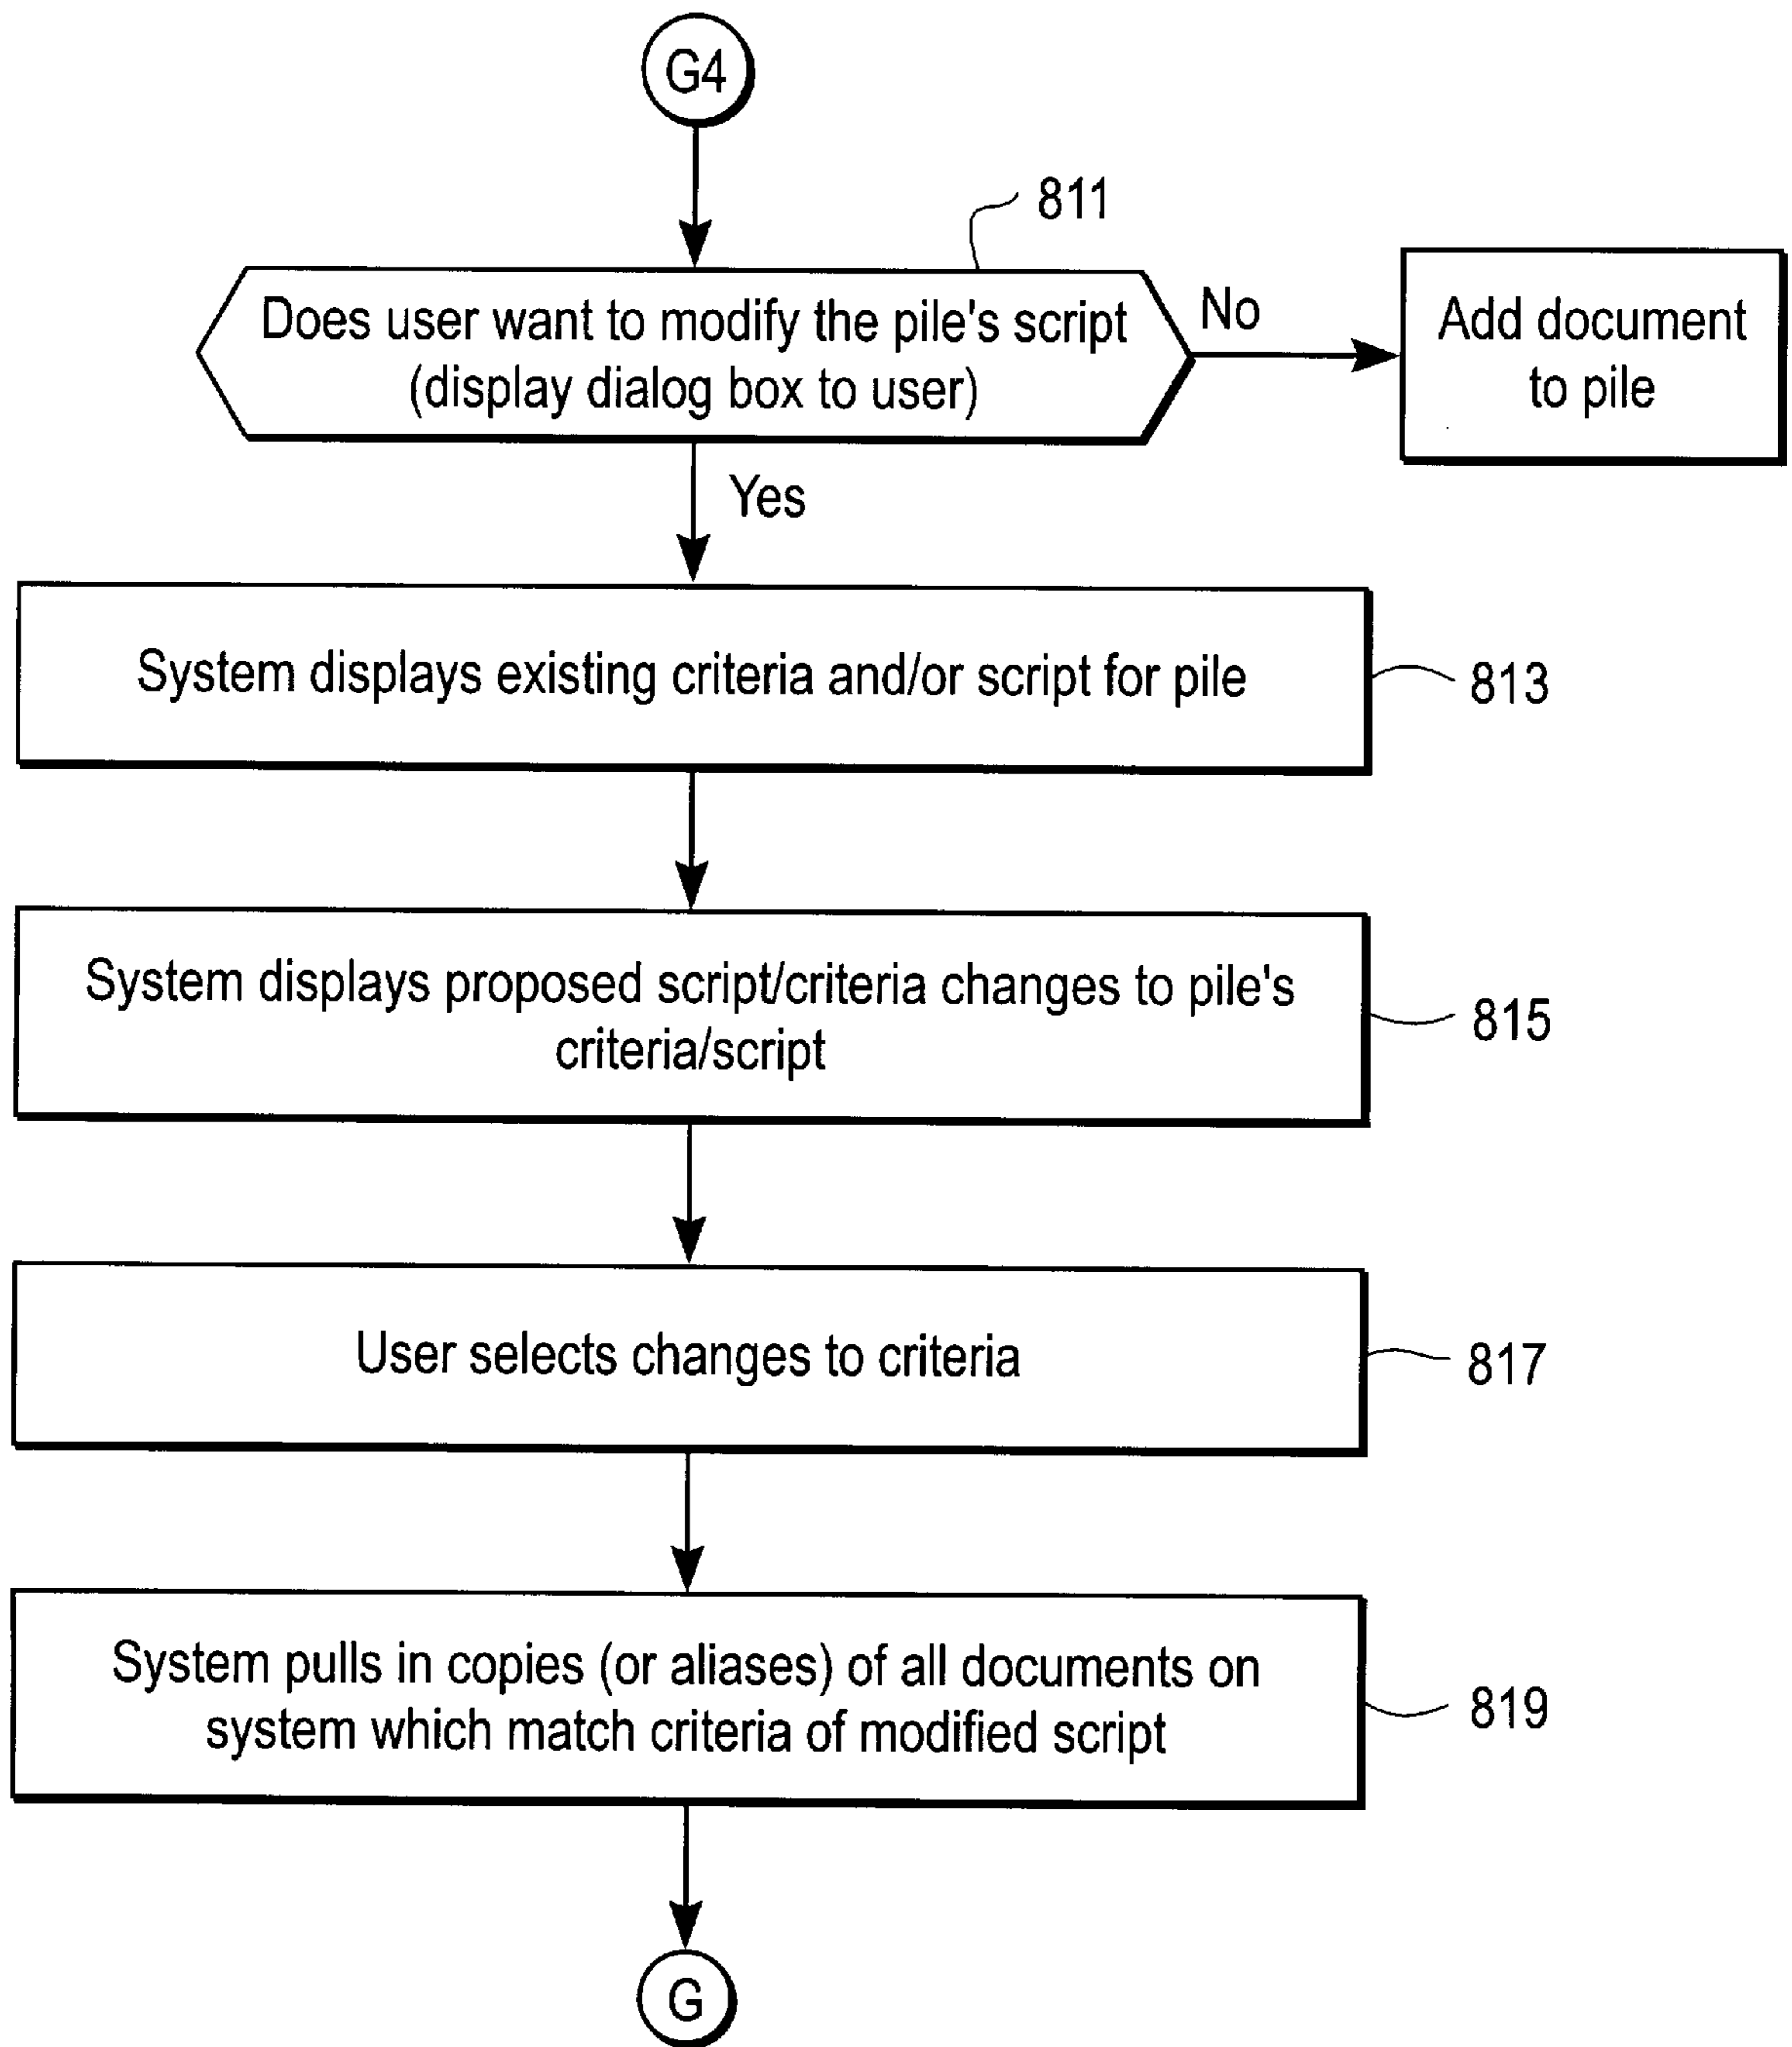 G4
811
Does user want to modify the pile's script
(display dialog box to user)
No
Add document
to pile
Yes
System displays existing criteria and/or script for pile
813
System displays proposed script/criteria changes to pile's
criteria/script
815
User selects changes to criteria
817
System pulls in copies (or aliases) of all documents on
system which match criteria of modified script
819
G